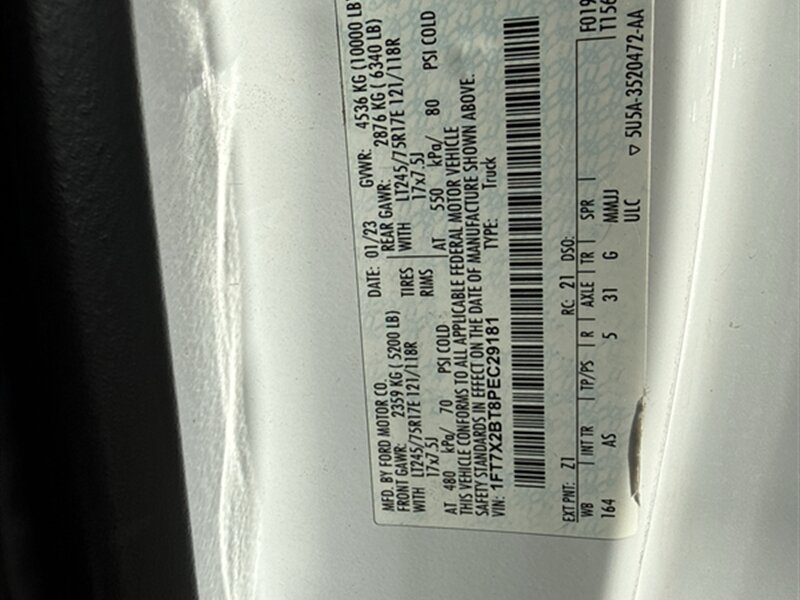 MFD. BY FORD MOTOR CO. DATE: 01/23 GVWR: 4536 KG (10000 LB
FRONT GAWR: 2359 KG ( 5200 LB) REAR GAWR: 2876 KG ( 6340 LB)
WITH LT245/75R17E 121/118R TIRES WITH LT245/75R17E 121/118R
17x7.5J RIMS 17x7.5J
AT 480 kPa/ 70 PSI COLD AT 550 kPa/ 80 PSI COLD
THIS VEHICLE CONFORMS TO ALL APPLICABLE FEDERAL MOTOR VEHICLE
SAFETY STANDARDS IN EFFECT ON THE DATE OF MANUFACTURE SHOWN ABOVE.
VIN: 1FT7X2BT8PEC29181 TYPE: Truck
EXT PNT: Z1 RC: 21 DSO: F019
WB INT TR TP/PS R AXLE TR SPR T156
164 AS 5 31 G MMJJ
ULC ▽ 5U5A-3520472-AA